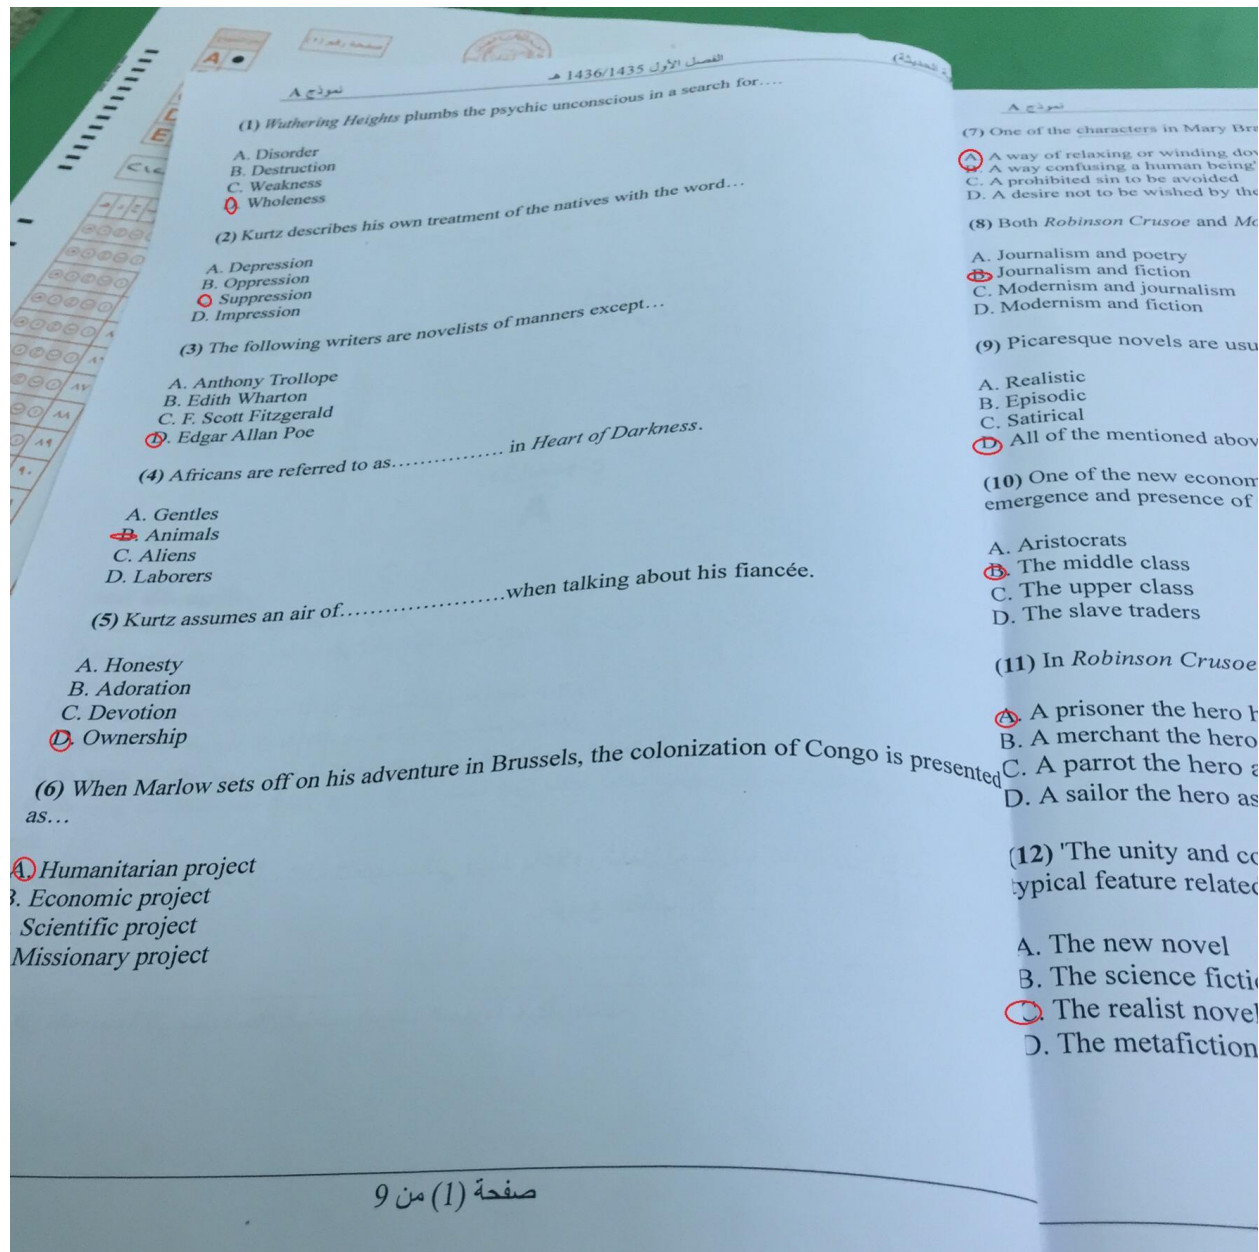 A
E
نموذج A
الفصل الأول 1436/1435 هـ
(1) Wuthering Heights plumbs the psychic unconscious in a search for....
A. Disorder
B. Destruction
C. Weakness
D. Wholeness
(2) Kurtz describes his own treatment of the natives with the word...
A. Depression
B. Oppression
Suppression
D. Impression
(3) The following writers are novelists of manners except...
A. Anthony Trollope
B. Edith Wharton
C. F. Scott Fitzgerald
D. Edgar Allan Poe
(4) Africans are referred to as................ in Heart of Darkness.
A. Gentles
B. Animals
C. Aliens
D. Laborers
(5) Kurtz assumes an air of.......................when talking about his fiancée.
A. Honesty
B. Adoration
C. Devotion
D. Ownership
(6) When Marlow sets off on his adventure in Brussels, the colonization of Congo is presented
as...
A. Humanitarian project
B. Economic project
Scientific project
Missionary project
صفحة (1) من 9
نموذج A
(7) One of the characters in Mary Bra
A. A way of relaxing or winding dow
B. A way confusing a human being'
C. A prohibited sin to be avoided
D. A desire not to be wished by the
(8) Both Robinson Crusoe and Mo
A. Journalism and poetry
B. Journalism and fiction
C. Modernism and journalism
D. Modernism and fiction
(9) Picaresque novels are usu
A. Realistic
B. Episodic
C. Satirical
D. All of the mentioned abov
(10) One of the new econom
emergence and presence of
A. Aristocrats
B. The middle class
C. The upper class
D. The slave traders
(11) In Robinson Crusoe
A. A prisoner the hero h
B. A merchant the hero
C. A parrot the hero a
D. A sailor the hero as
(12) 'The unity and co
typical feature related
A. The new novel
B. The science fictio
C. The realist novel
D. The metafiction